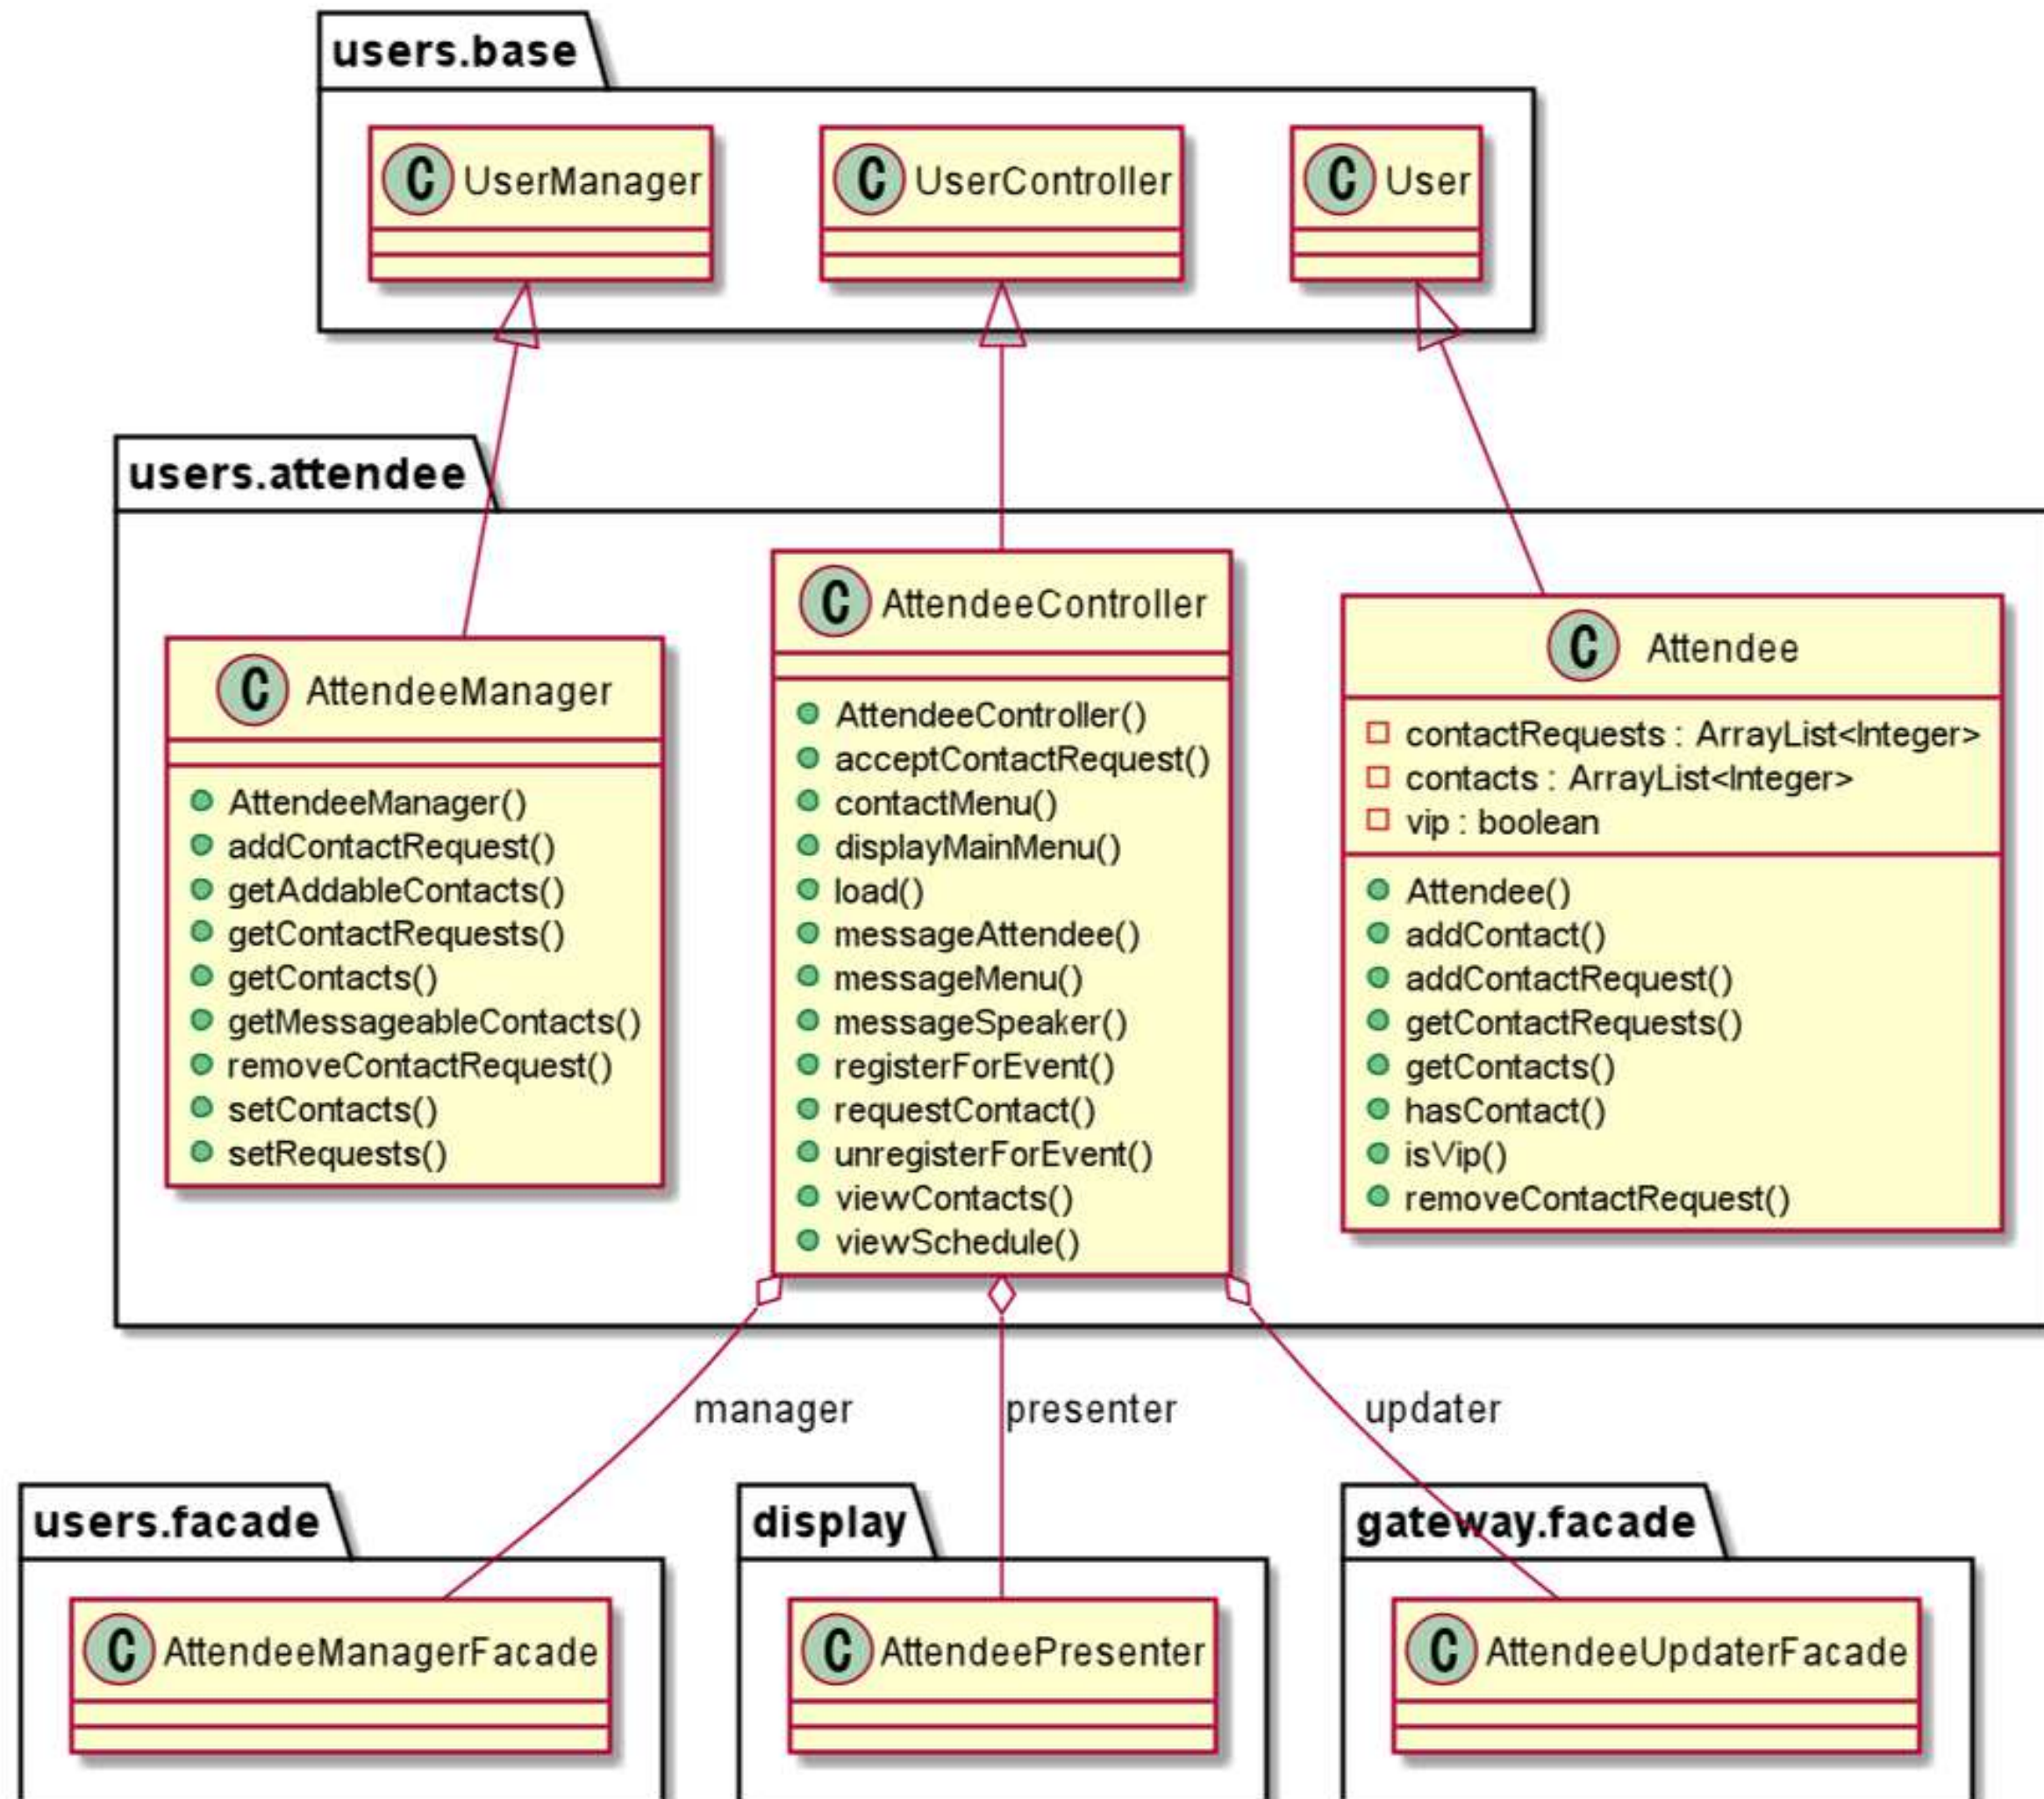 users.base
C UserManager
C UserController
C User
users.attendee
C AttendeeManager
AttendeeManager()
addContactRequest()
getAddableContacts()
getContactRequests()
getContacts()
getMessageableContacts()
removeContactRequest()
setContacts()
setRequests()
C AttendeeController
AttendeeController()
acceptContactRequest()
contactMenu()
displayMainMenu()
load()
messageAttendee()
messageMenu()
messageSpeaker()
registerForEvent()
requestContact()
unregisterForEvent()
viewContacts()
viewSchedule()
C Attendee
contactRequests : ArrayList<Integer>
contacts : ArrayList<Integer>
vip : boolean
Attendee()
addContact()
addContactRequest()
getContactRequests()
getContacts()
hasContact()
isVip()
removeContactRequest()
manager
presenter
updater
users.facade
C AttendeeManagerFacade
display
C AttendeePresenter
gateway.facade
C AttendeeUpdaterFacade